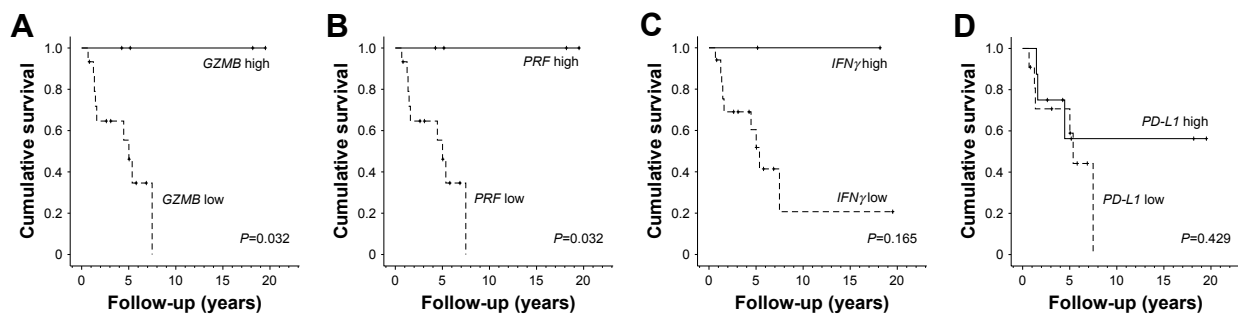 A
Cumulative survival
1.0
0.8
0.6
0.4
0.2
0
GZMB high
GZMB low
P=0.032
0 5 10 15 20
Follow-up (years)
B
Cumulative survival
1.0
0.8
0.6
0.4
0.2
0
PRF high
PRF low
P=0.032
0 5 10 15 20
Follow-up (years)
C
Cumulative survival
1.0
0.8
0.6
0.4
0.2
0
IFNγ high
IFNγ low
P=0.165
0 5 10 15 20
Follow-up (years)
D
Cumulative survival
1.0
0.8
0.6
0.4
0.2
0
PD-L1 high
PD-L1
low
P=0.429
0 5 10 15 20
Follow-up (years)